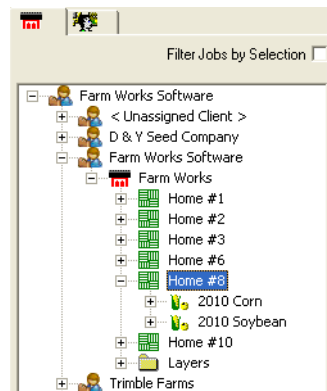 Filter Jobs by Selection
Farm Works Software
< Unassigned Client >
D & Y Seed Company
Farm Works Software
Farm Works
Home #1
Home #2
Home #3
Home #6
Home #8
2010 Corn
2010 Soybean
Home #10
Layers
Trimble Farms